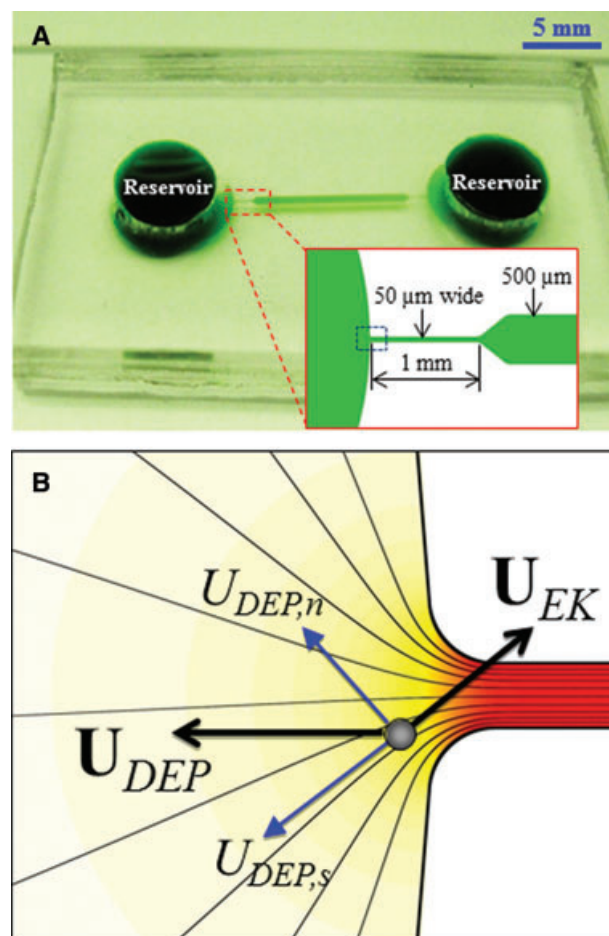 A
5 mm
Reservoir
Reservoir
500 µm
50 µm wide
1 mm
B
U_DEP,n
U_EK
U_DEP
U_DEP,s